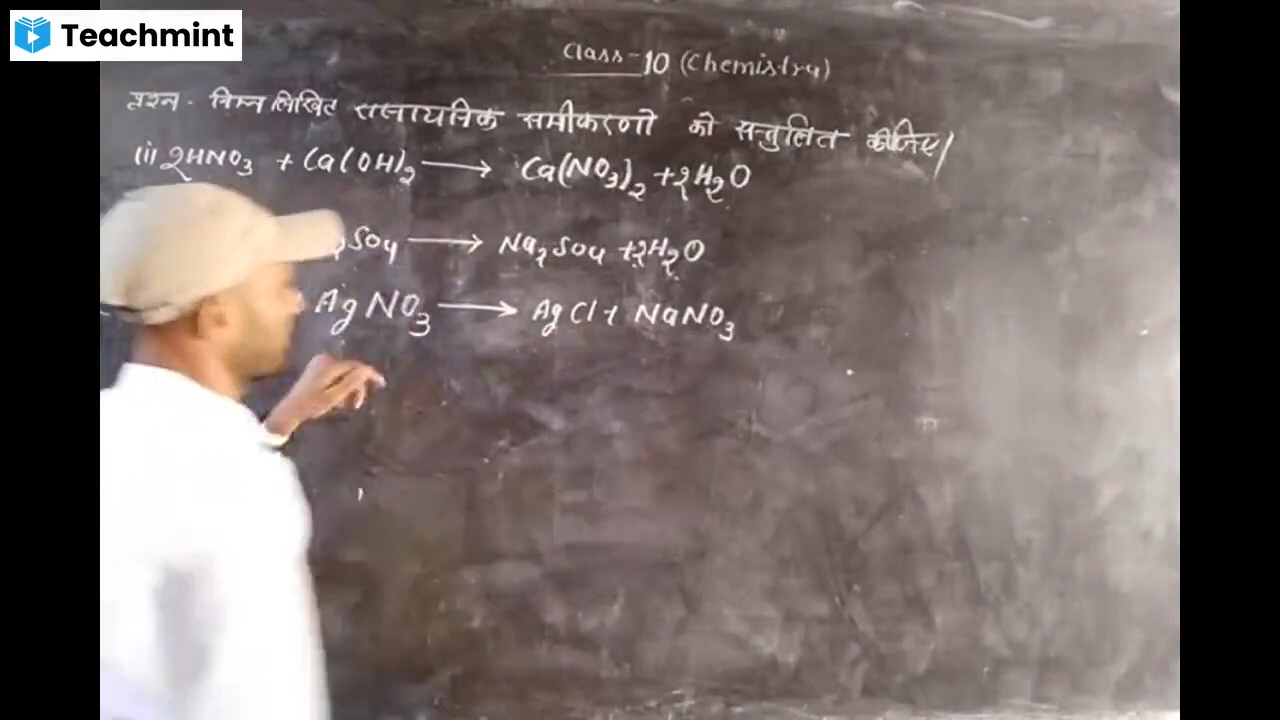 Teachmint
Class-10 (Chemistry)
प्रश्न - निम्न लिखित रासायनिक समीकरणो को सन्तुलित कीजिए।
(i) 2HNO₃ + Ca(OH)₂ ⟶ Ca(NO₃)₂ + 2H₂O
SO₄ ⟶ Na₂SO₄ + 2H₂O
AgNO₃ ⟶ AgCl + NaNO₃